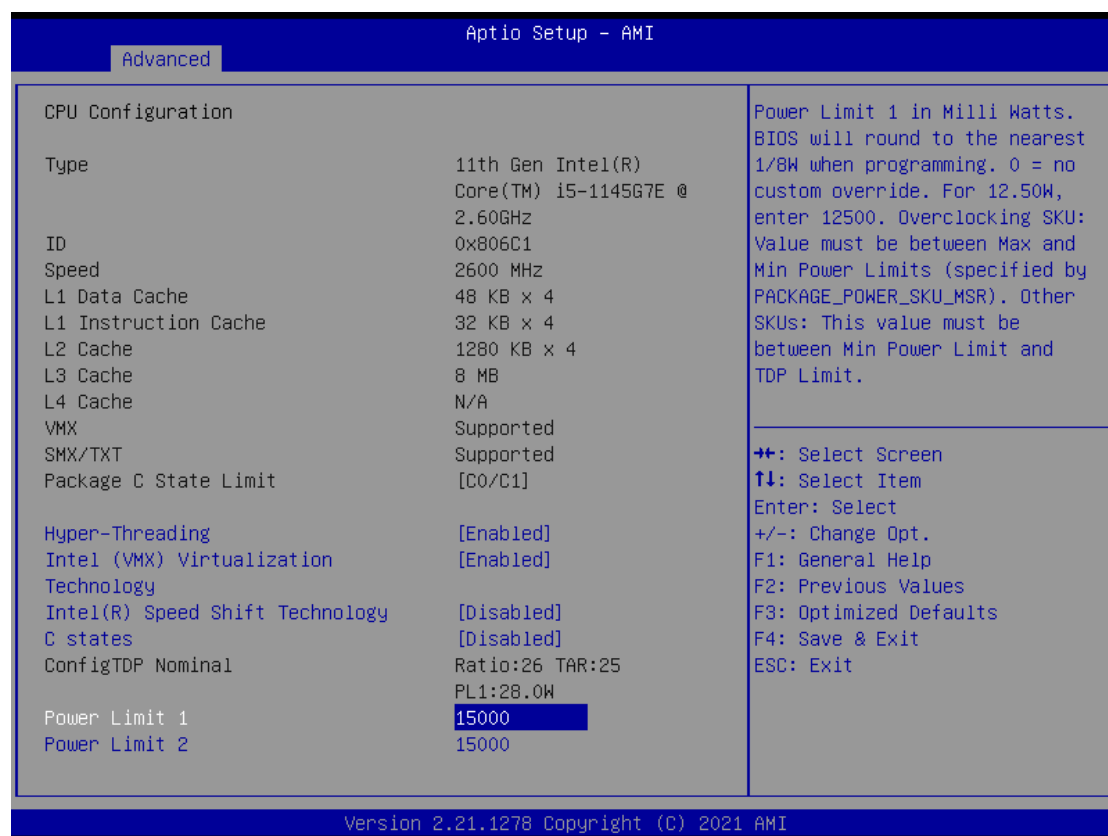 Aptio Setup - AMI
Advanced
CPU Configuration
Type 11th Gen Intel(R)
Core(TM) i5-1145G7E @
2.60GHz
ID 0x806C1
Speed 2600 MHz
L1 Data Cache 48 KB x 4
L1 Instruction Cache 32 KB x 4
L2 Cache 1280 KB x 4
L3 Cache 8 MB
L4 Cache N/A
VMX Supported
SMX/TXT Supported
Package C State Limit [C0/C1]
Hyper-Threading [Enabled]
Intel (VMX) Virtualization [Enabled]
Technology
Intel(R) Speed Shift Technology [Disabled]
C states [Disabled]
ConfigTDP Nominal Ratio:26 TAR:25
PL1:28.0W
Power Limit 1 15000
Power Limit 2 15000
Power Limit 1 in Milli Watts.
BIOS will round to the nearest
1/8W when programming. 0 = no
custom override. For 12.50W,
enter 12500. Overclocking SKU:
Value must be between Max and
Min Power Limits (specified by
PACKAGE_POWER_SKU_MSR). Other
SKUs: This value must be
between Min Power Limit and
TDP Limit.
→←: Select Screen
↑↓: Select Item
Enter: Select
+/-: Change Opt.
F1: General Help
F2: Previous Values
F3: Optimized Defaults
F4: Save & Exit
ESC: Exit
Version 2.21.1278 Copyright (C) 2021 AMI